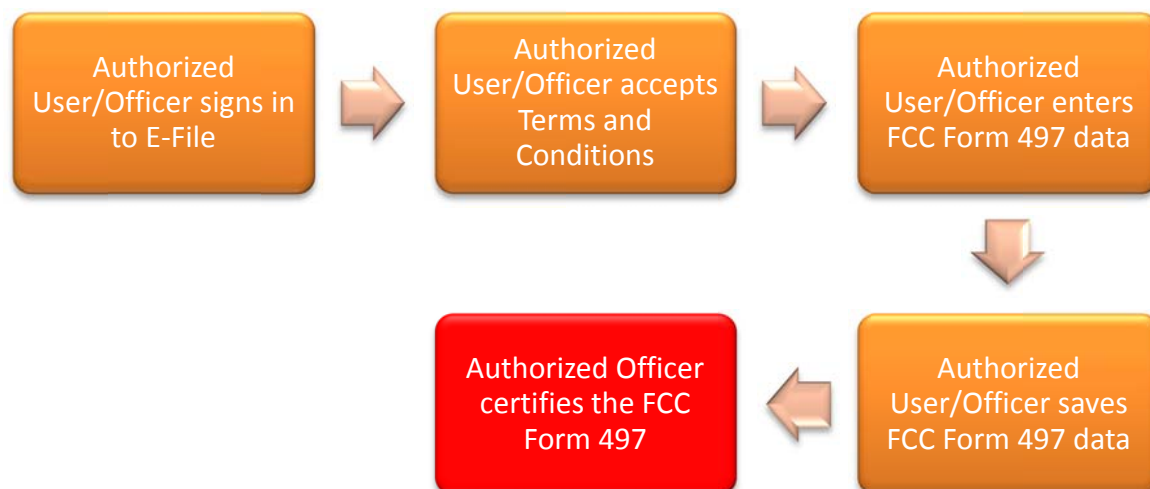 Authorized
User/Officer signs in
to E-File
Authorized
User/Officer accepts
Terms and
Conditions
Authorized
User/Officer enters
FCC Form 497 data
Authorized
User/Officer saves
FCC Form 497 data
Authorized Officer
certifies the FCC
Form 497